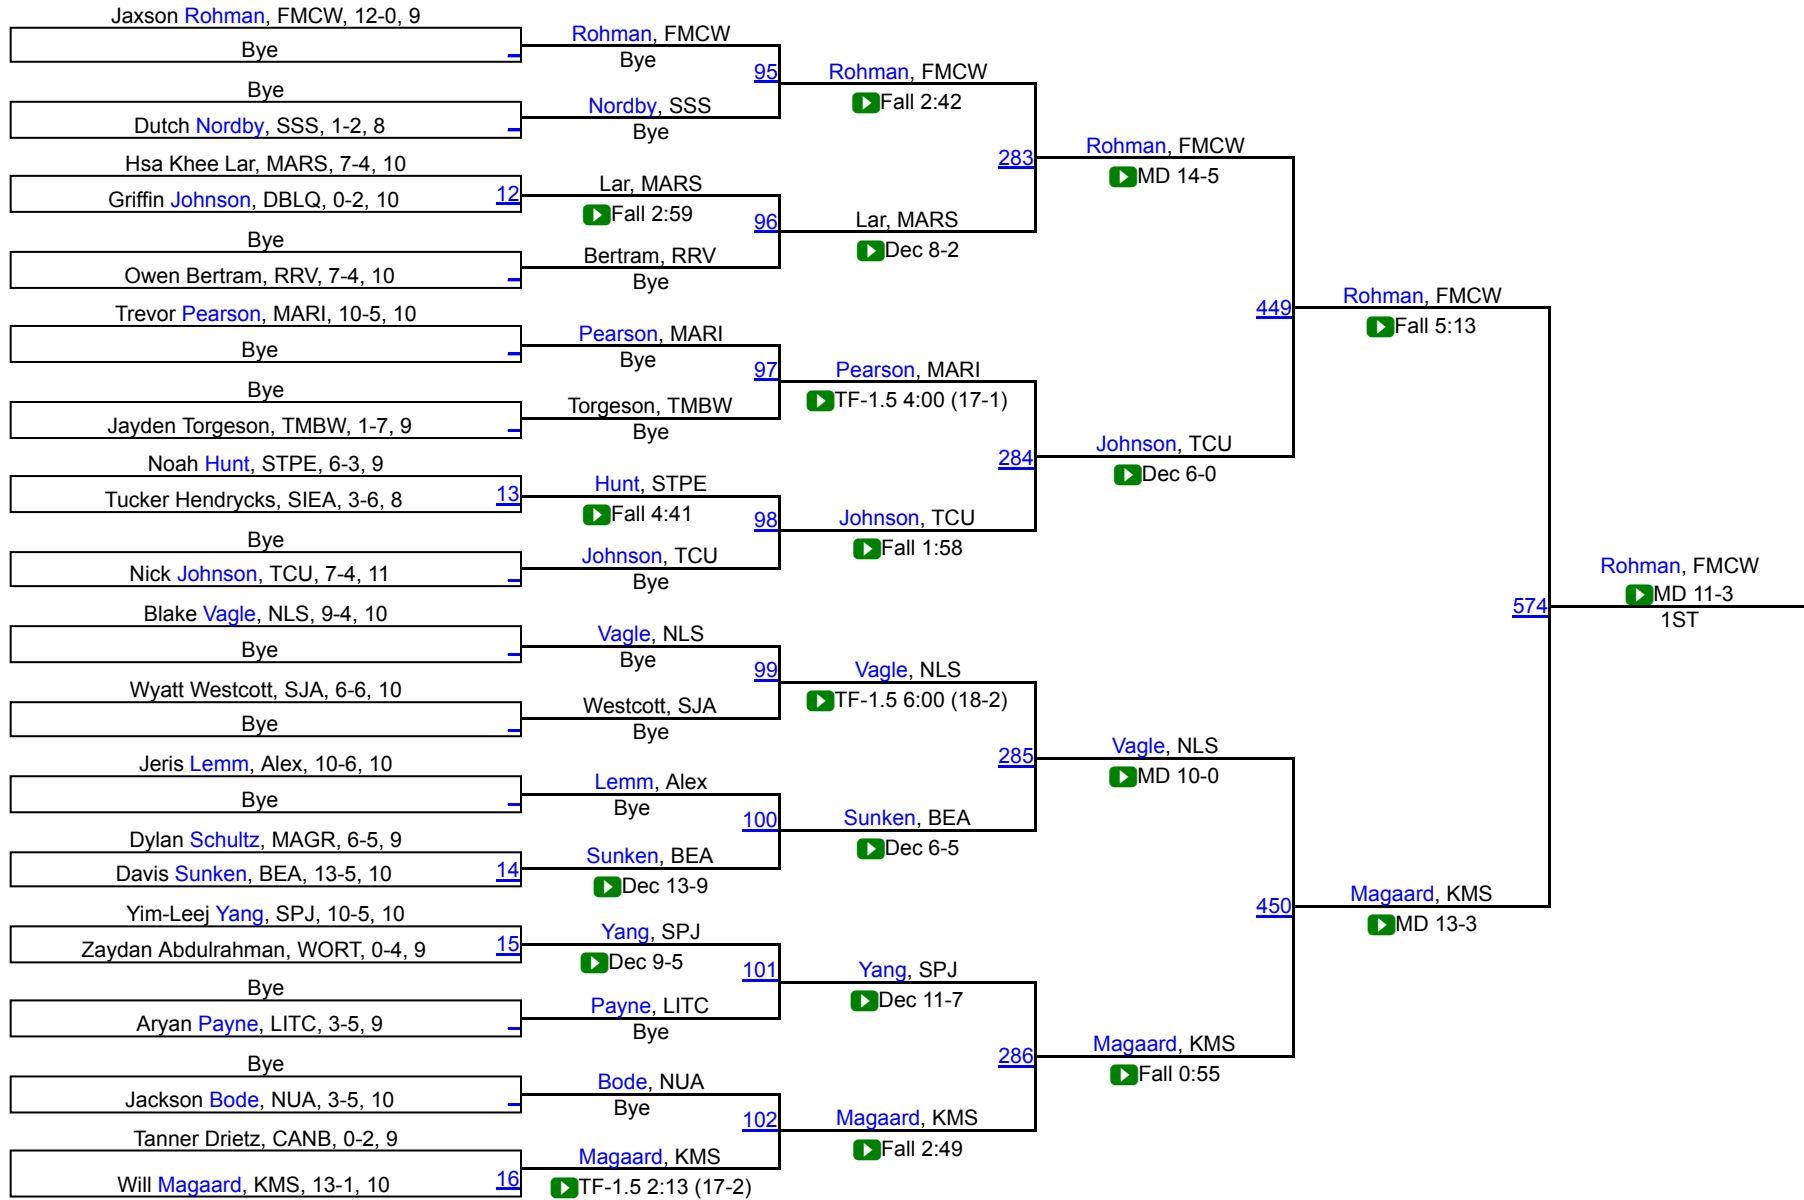 Jaxson Rohman, FMCW, 12-0, 9
Bye
Bye
Dutch Nordby, SSS, 1-2, 8
Hsa Khee Lar, MARS, 7-4, 10
Griffin Johnson, DBLQ, 0-2, 10
12
Bye
Owen Bertram, RRV, 7-4, 10
Trevor Pearson, MARI, 10-5, 10
Bye
Bye
Jayden Torgeson, TMBW, 1-7, 9
Noah Hunt, STPE, 6-3, 9
Tucker Hendrycks, SIEA, 3-6, 8
13
Bye
Nick Johnson, TCU, 7-4, 11
Blake Vagle, NLS, 9-4, 10
Bye
Wyatt Westcott, SJA, 6-6, 10
Bye
Jeris Lemm, Alex, 10-6, 10
Bye
Dylan Schultz, MAGR, 6-5, 9
Davis Sunken, BEA, 13-5, 10
14
Yim-Leej Yang, SPJ, 10-5, 10
Zaydan Abdulrahman, WORT, 0-4, 9
15
Bye
Aryan Payne, LITC, 3-5, 9
Bye
Jackson Bode, NUA, 3-5, 10
Tanner Drietz, CANB, 0-2, 9
Will Magaard, KMS, 13-1, 10
16
Rohman, FMCW
Bye
95
Nordby, SSS
Bye
Lar, MARS
Fall 2:59
96
Bertram, RRV
Bye
Pearson, MARI
Bye
97
Torgeson, TMBW
Bye
Hunt, STPE
Fall 4:41
98
Johnson, TCU
Bye
Vagle, NLS
Bye
99
Westcott, SJA
Bye
Lemm, Alex
Bye
100
Sunken, BEA
Dec 13-9
Yang, SPJ
Dec 9-5
101
Payne, LITC
Bye
Bode, NUA
Bye
102
Magaard, KMS
TF-1.5 2:13 (17-2)
Rohman, FMCW
Fall 2:42
283
Lar, MARS
Dec 8-2
Pearson, MARI
TF-1.5 4:00 (17-1)
284
Johnson, TCU
Fall 1:58
Vagle, NLS
TF-1.5 6:00 (18-2)
285
Sunken, BEA
Dec 6-5
Yang, SPJ
Dec 11-7
286
Magaard, KMS
Fall 2:49
Rohman, FMCW
MD 14-5
449
Johnson, TCU
Dec 6-0
Vagle, NLS
MD 10-0
450
Magaard, KMS
Fall 0:55
Rohman, FMCW
Fall 5:13
574
Magaard, KMS
MD 13-3
Rohman, FMCW
MD 11-3
1ST